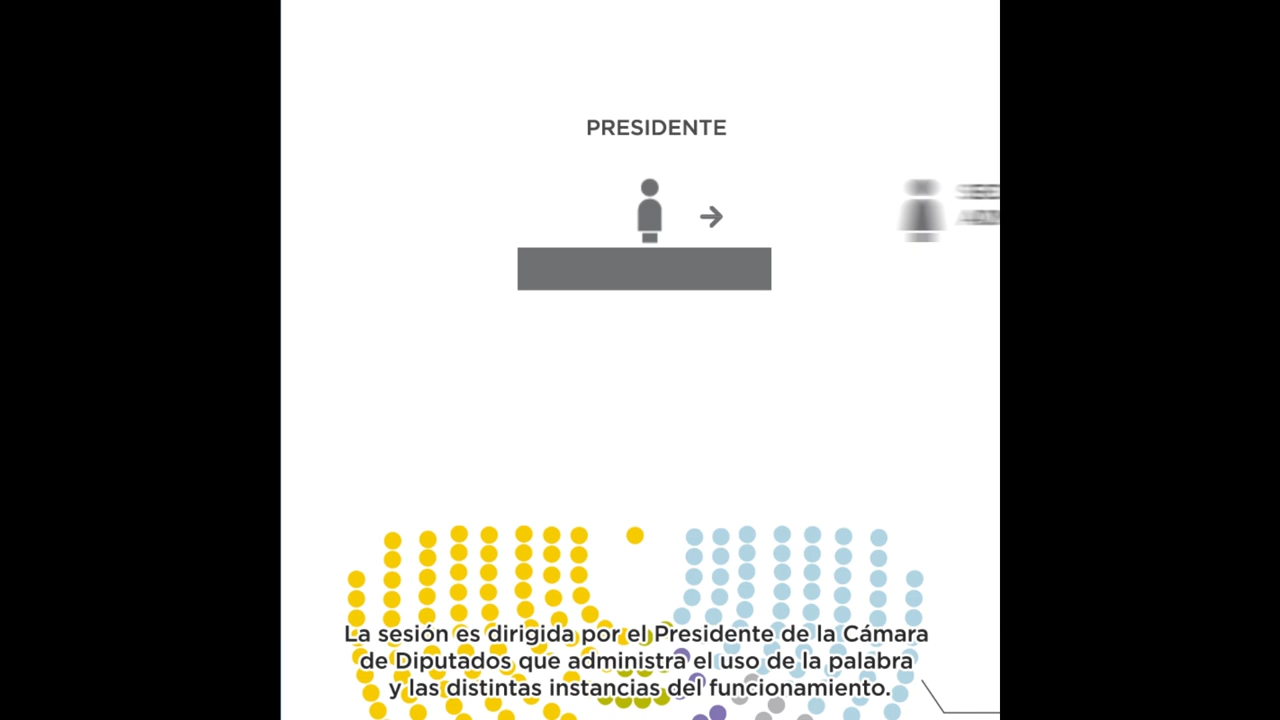 PRESIDENTE
La sesión es dirigida por el Presidente de la Cámara
de Diputados que administra el uso de la palabra
y las distintas instancias del funcionamiento.